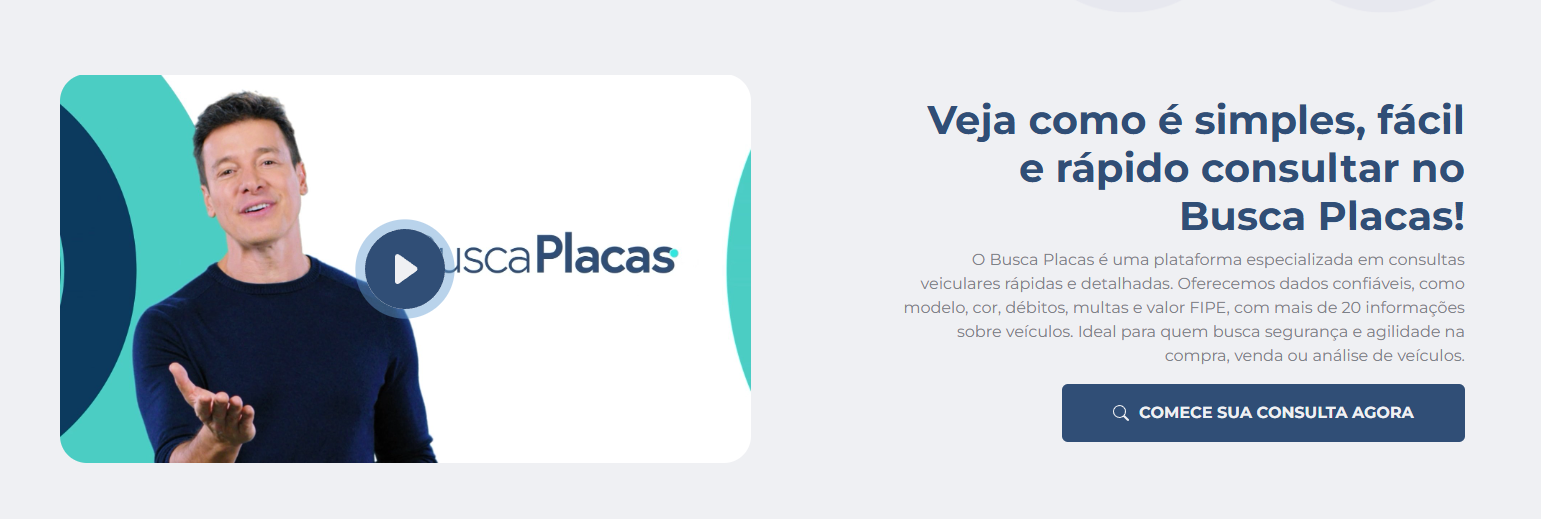 usca Placas
Veja como é simples, fácil
e rápido consultar no
Busca Placas!
O Busca Placas é uma plataforma especializada em consultas
veiculares rápidas e detalhadas. Oferecemos dados confiáveis, como
modelo, cor, débitos, multas e valor FIPE, com mais de 20 informações
sobre veículos. Ideal para quem busca segurança e agilidade na
compra, venda ou análise de veículos.
COMECE SUA CONSULTA AGORA